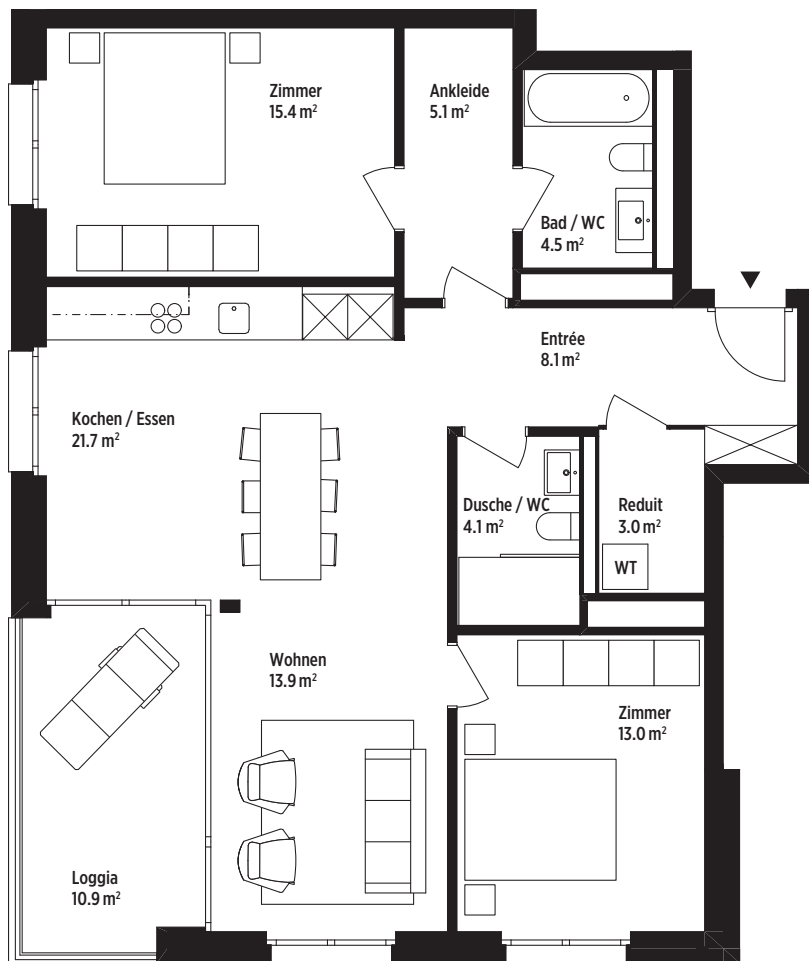 Zimmer
15.4 m²
Ankleide
5.1 m²
Bad / WC
4.5 m²
Entrée
8.1 m²
Kochen / Essen
21.7 m²
Dusche / WC
4.1 m²
Reduit
3.0 m²
WT
Wohnen
13.9 m²
Zimmer
13.0 m²
Loggia
10.9 m²